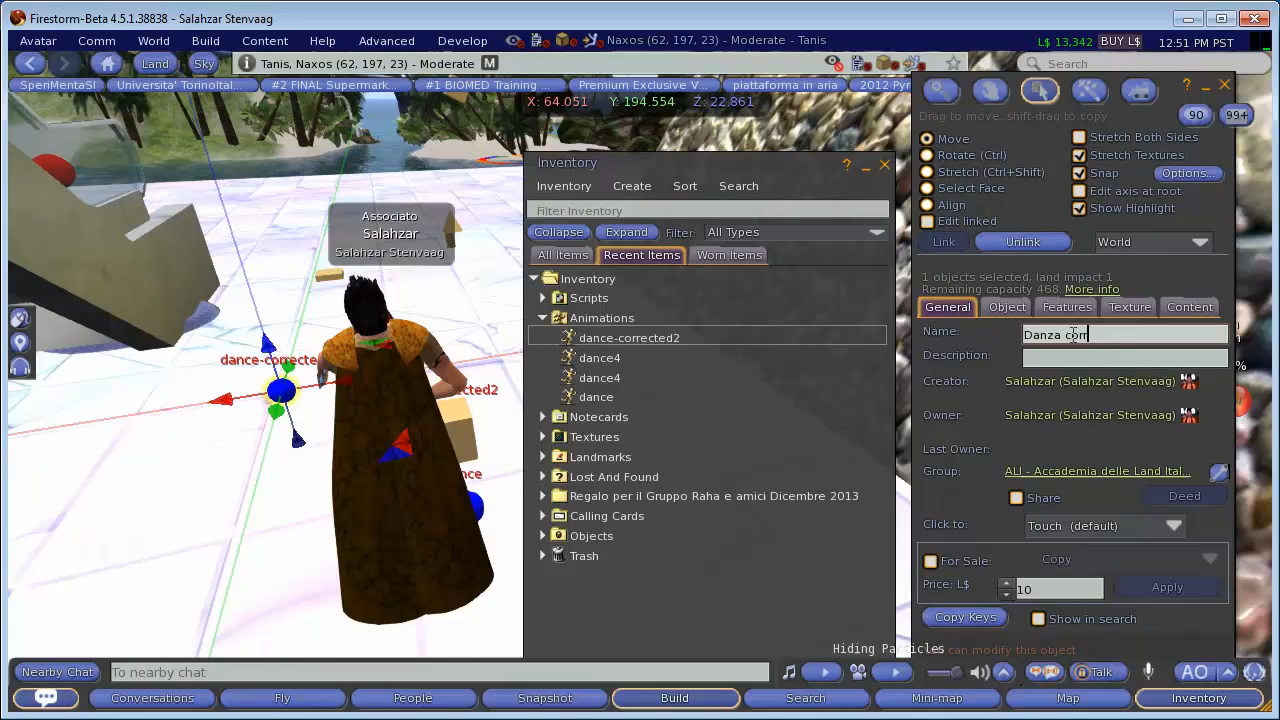 Firestorm-Beta 4.5.1.38838 - Salahzar Stenvaag
Avatar Comm World Build Content Help Advanced Develop
Naxos (62, 197, 23) - Moderate - Tanis
L$ 13,342 BUY L$ 12:51 PM PST
Land Sky
Tanis, Naxos (62, 197, 23) - Moderate M
Search
SperiMentaSI
Universita' Tonnoltal...
#2 FINAL Supermark...
#1 BIOMED Training ...
Premium Exclusive V...
piattaforma in aria
2012 Pyr
X: 64.051 Y: 194.554 Z: 22.861
Associato
Salahzar
Salahzar Stenvaag
dance-correcte
cted2
ce
Inventory
Inventory Create Sort Search
Filter Inventory
Collapse Expand Filter: All Types
All Items Recent Items Worn Items
Inventory
Scripts
Animations
dance-corrected2
dance4
dance4
dance
Notecards
Textures
Landmarks
Lost And Found
Regalo per il Gruppo Raha e amici Dicembre 2013
Calling Cards
Objects
Trash
? _
Drag to move, shift-drag to copy
90 99+
Move
Rotate (Ctrl)
Stretch (Ctrl+Shift)
Select Face
Align
Edit linked
Stretch Both Sides
Stretch Textures
Snap Options...
Edit axis at root
Show Highlight
Link Unlink World
1 objects selected, land impact 1
Remaining capacity 468. More info
General Object Features Texture Content
Name: Danza corr
Description:
Creator: Salahzar (Salahzar Stenvaag)
Owner: Salahzar (Salahzar Stenvaag)
Last Owner:
Group: ALI - Accademia delle Land Ital...
Share Deed
Click to: Touch (default)
For Sale: Copy
Price: L$ 10 Apply
Copy Keys Show in search
can modify this object
Hiding Particles
%
Nearby Chat To nearby chat
Talk AO
Conversations Fly People Snapshot Build Search Mini-map Map Inventory